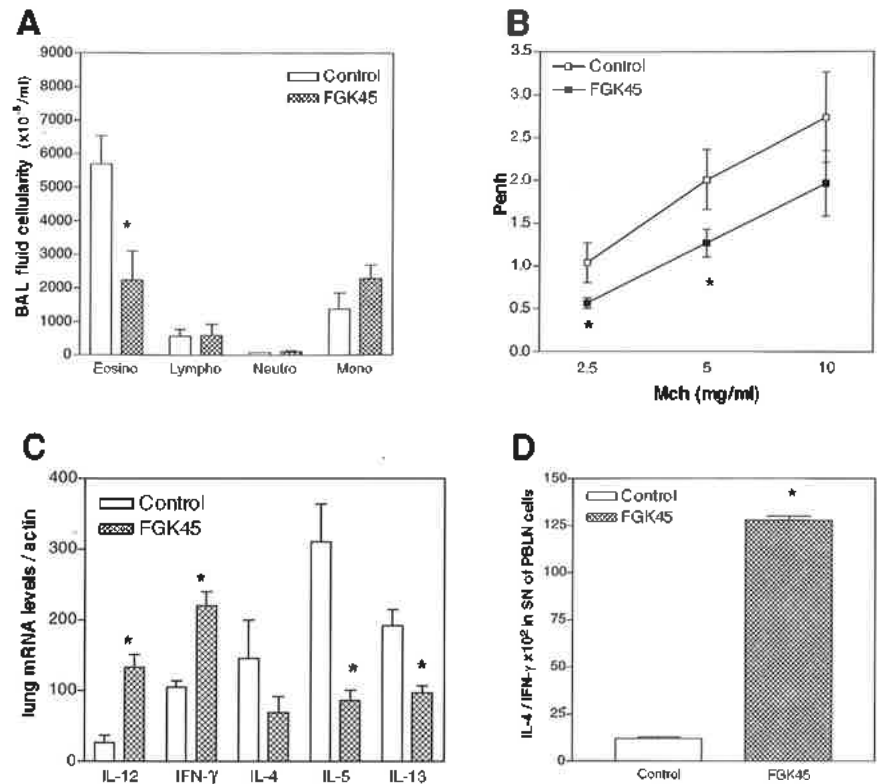 A
BAL fluid cellularity (x10⁻⁵/ml)
9000
8000
7000
6000
5000
4000
3000
2000
1000
0
Control
FGK45
*
Eosino Lympho Neutro Mono
B
Penh
3.5
3.0
2.5
2.0
1.5
1.0
0.5
0.0
Control
FGK45
*
*
2.5 5 10
Mch (mg/ml)
C
lung mRNA levels / actin
400
300
200
100
0
Control
FGK45
*
*
*
*
IL-12 IFN-γ IL-4 IL-5 IL-13
D
IL-4 / IFN-γ x10² in SN of PBLN cells
150
125
100
75
50
25
0
Control
FGK45
*
Control FGK45